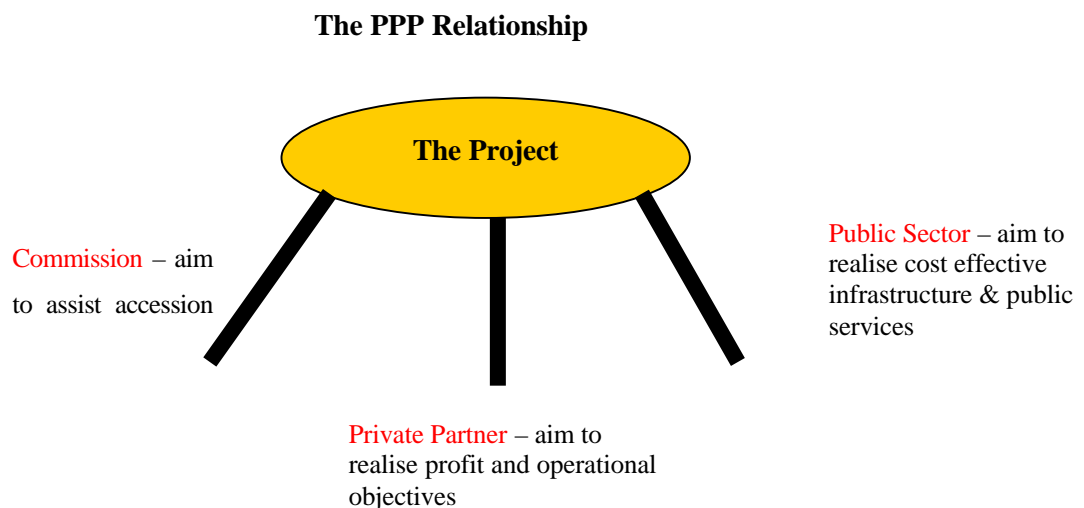 The PPP Relationship
The Project
Commission – aim
to assist accession
Public Sector – aim to
realise cost effective
infrastructure & public
services
Private Partner – aim to
realise profit and operational
objectives